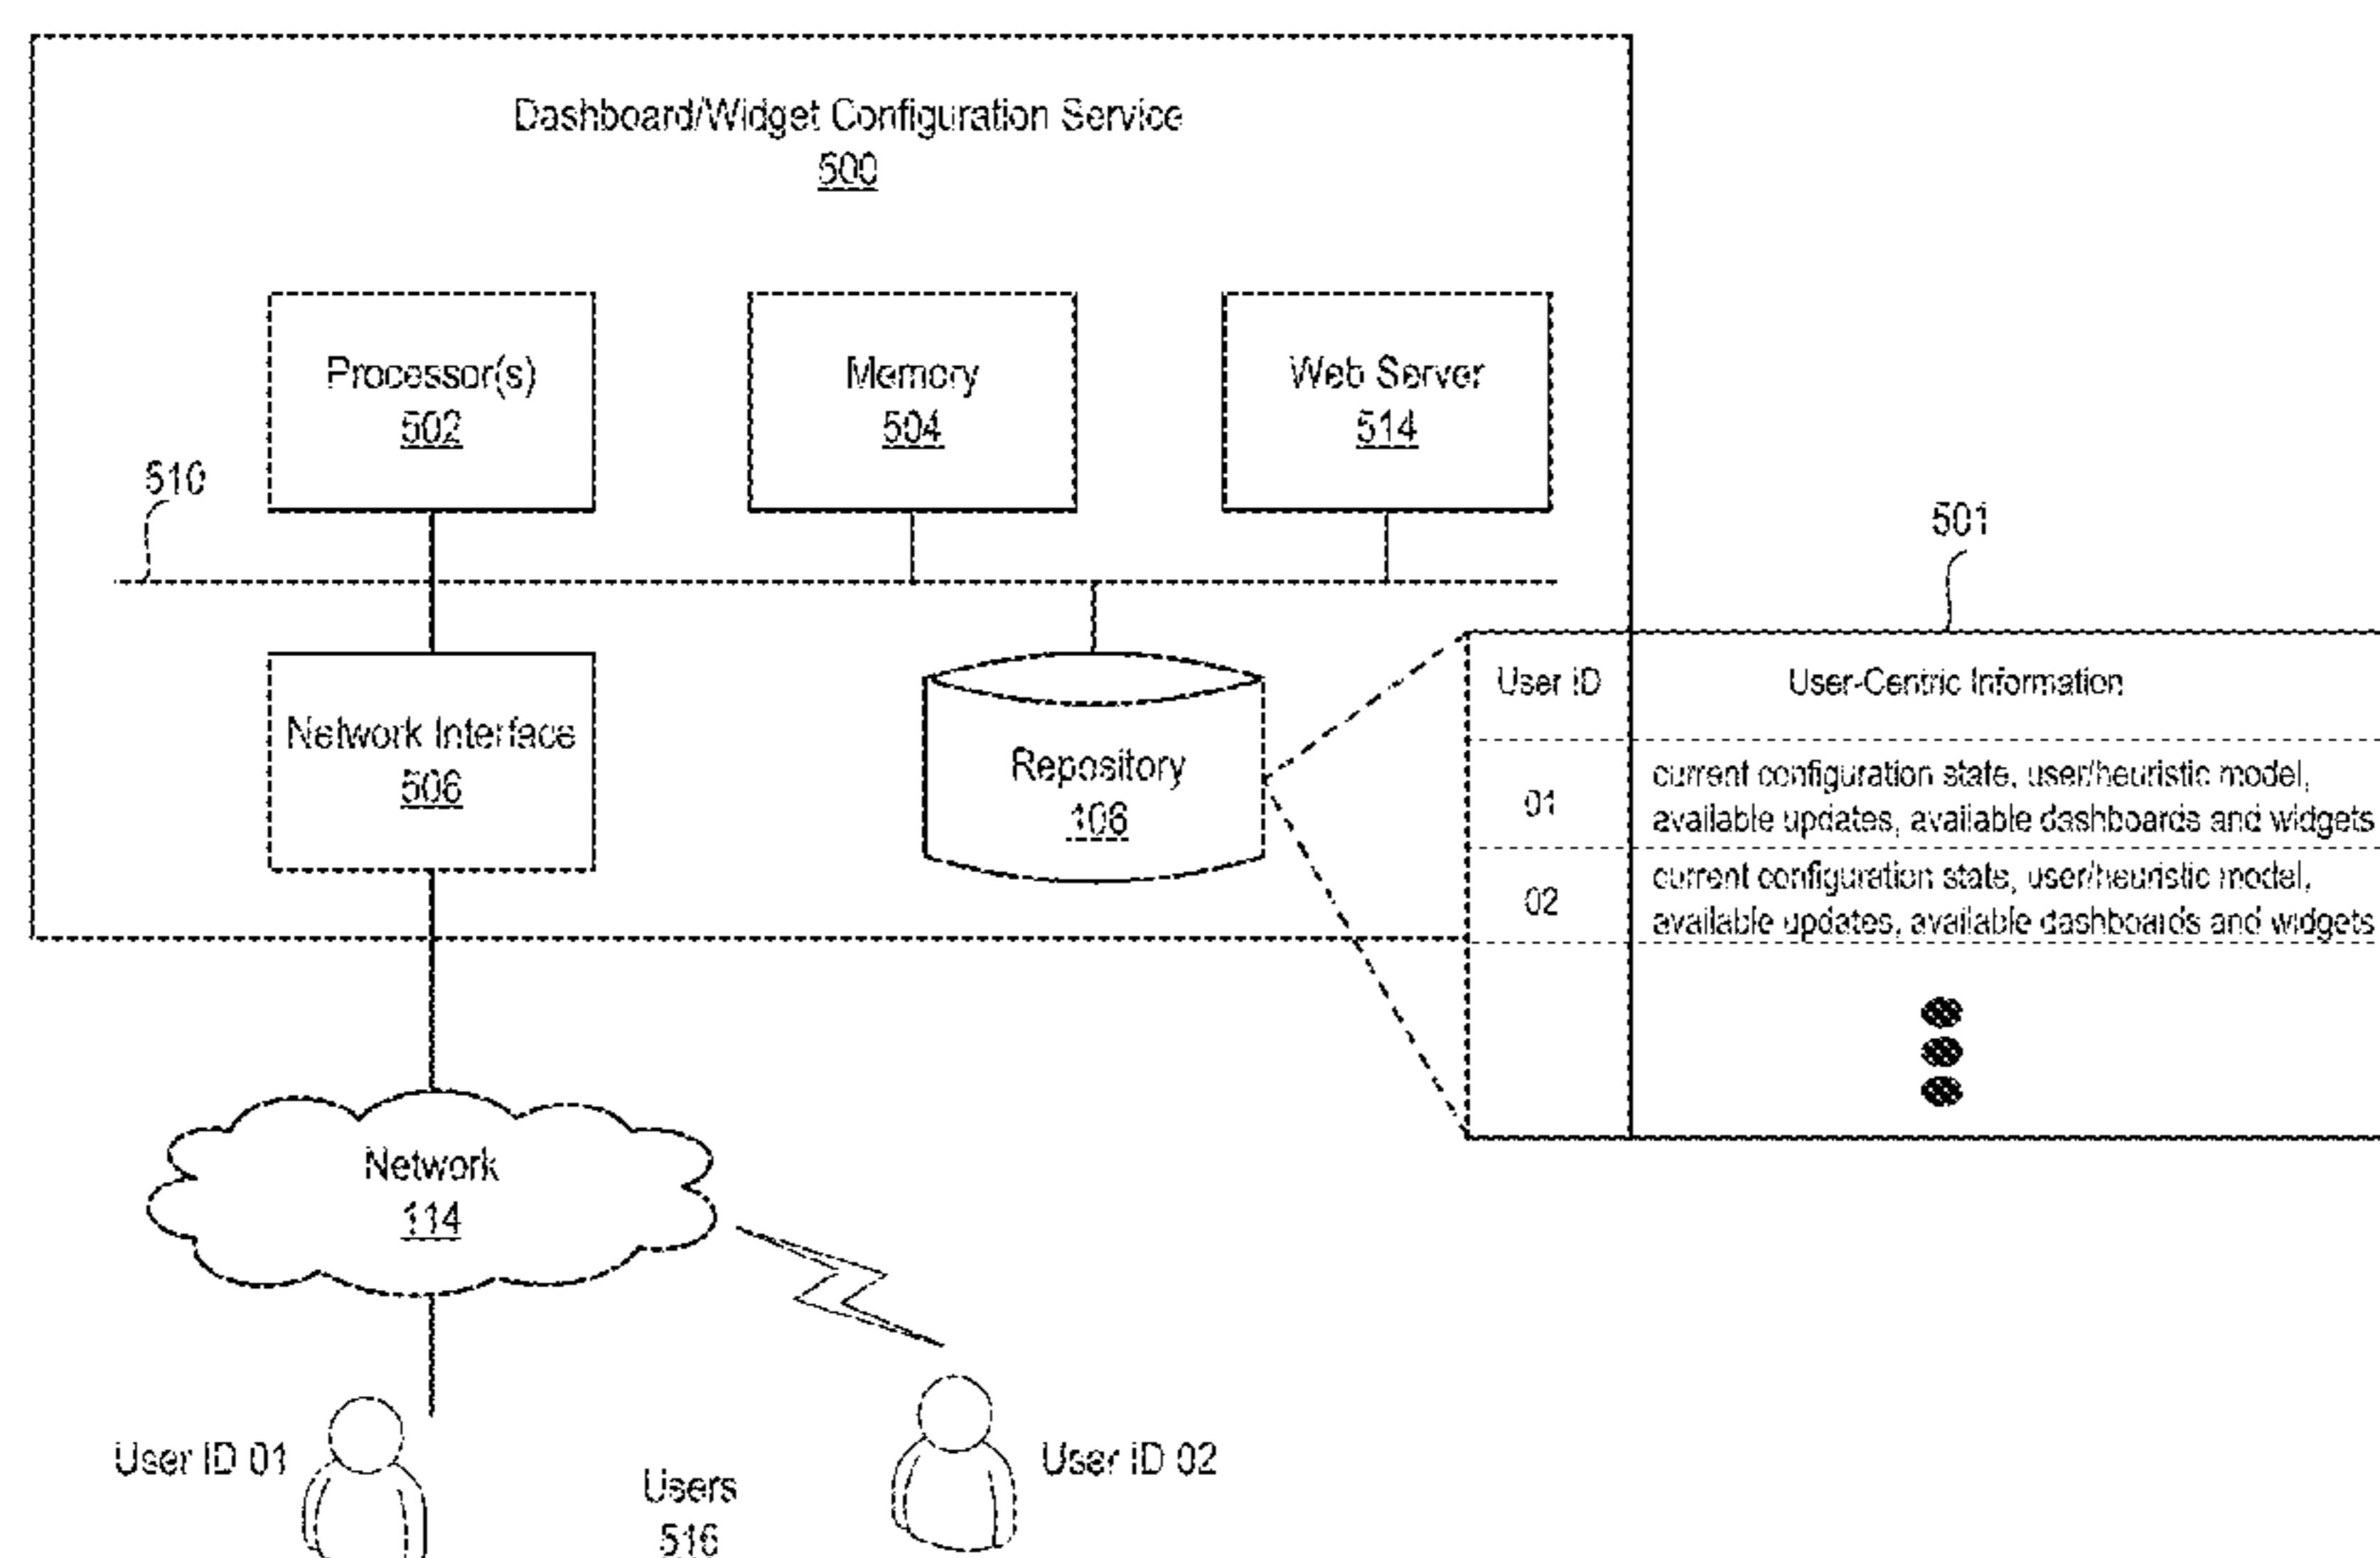 Dashboard/Widget Configuration Service
500
Processor(s)
502
Memory
504
Web Server
514
510
501
Network Interface
506
Repository
106
User ID
User-Centric Information
01
current configuration state, user/heuristic model,
available updates, available dashboards and widgets
02
current configuration state, user/heuristic model,
available updates, available dashboards and widgets
Network
114
User ID 01
Users
516
User ID 02